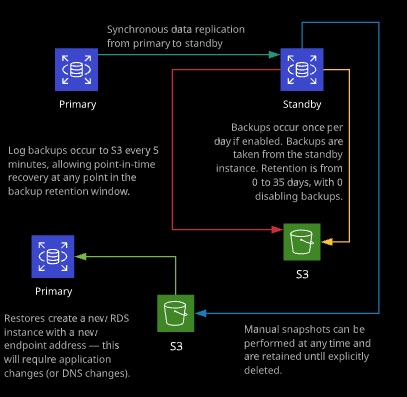 Synchronous data replication
from primary to standby
Primary
Standby
Backups occur once per
day if enabled. Backups are
taken from the standby
instance. Retention is from
0 to 35 days, with 0
disabling backups.
Log backups occur to S3 every 5
minutes, allowing point-in-time
recovery at any point in the
backup retention window.
S3
Primary
Restores create a new RDS
instance with a new
endpoint address — this
will require application
changes (or DNS changes).
S3
Manual snapshots can be
performed at any time and
are retained until explicitly
deleted.